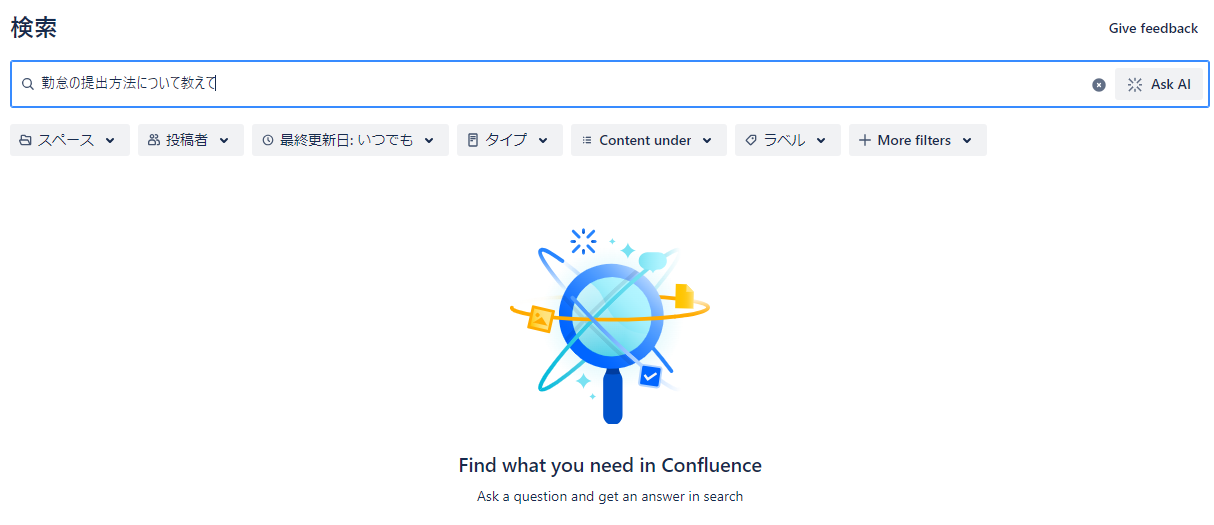 検索
Give feedback
勤怠の提出方法について教えて
Ask AI
スペース
投稿者
最終更新日: いつでも
タイプ
Content under
ラベル
More filters
Find what you need in Confluence
Ask a question and get an answer in search